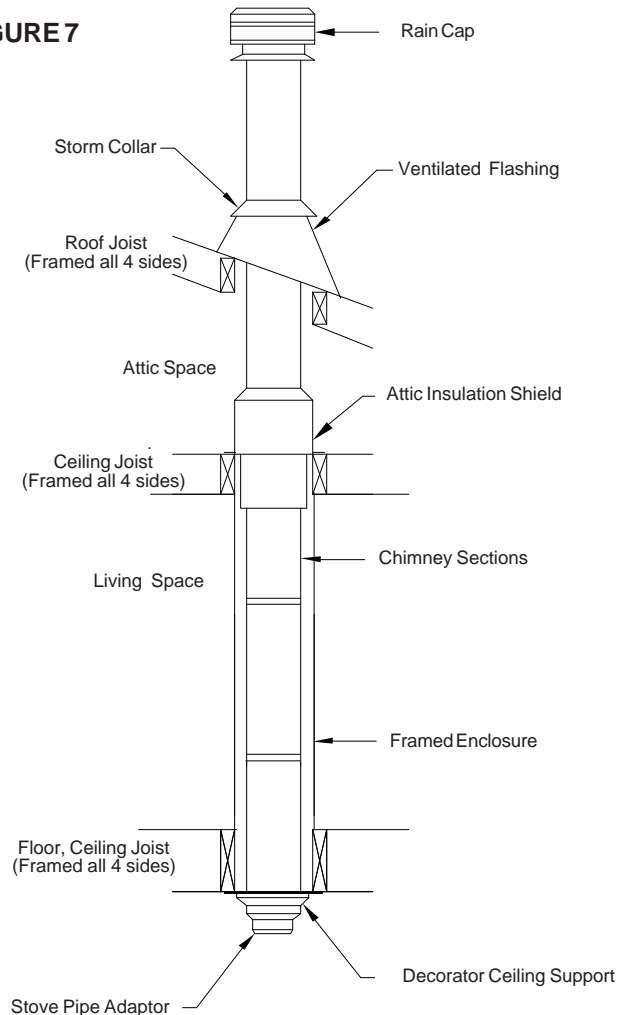 GURE 7
Rain Cap
Storm Collar
Ventilated Flashing
Roof Joist
(Framed all 4 sides)
Attic Space
Attic Insulation Shield
Ceiling Joist
(Framed all 4 sides)
Chimney Sections
Living Space
Framed Enclosure
Floor, Ceiling Joist
(Framed all 4 sides)
Decorator Ceiling Support
Stove Pipe Adaptor